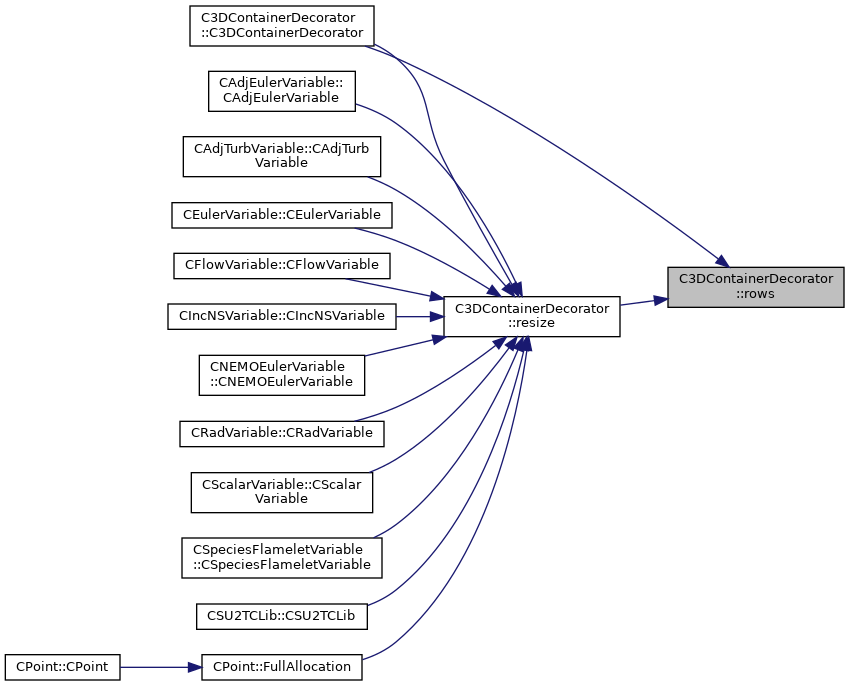 C3DContainerDecorator
::C3DContainerDecorator
CAdjEulerVariable::
CAdjEulerVariable
CAdjTurbVariable::CAdjTurb
Variable
CEulerVariable::CEulerVariable
CFlowVariable::CFlowVariable
CIncNSVariable::CIncNSVariable
CNEMOEulerVariable
::CNEMOEulerVariable
CRadVariable::CRadVariable
CScalarVariable::CScalar
Variable
CSpeciesFlameletVariable
::CSpeciesFlameletVariable
CSU2TCLib::CSU2TCLib
CPoint::CPoint
CPoint::FullAllocation
C3DContainerDecorator
::resize
C3DContainerDecorator
::rows